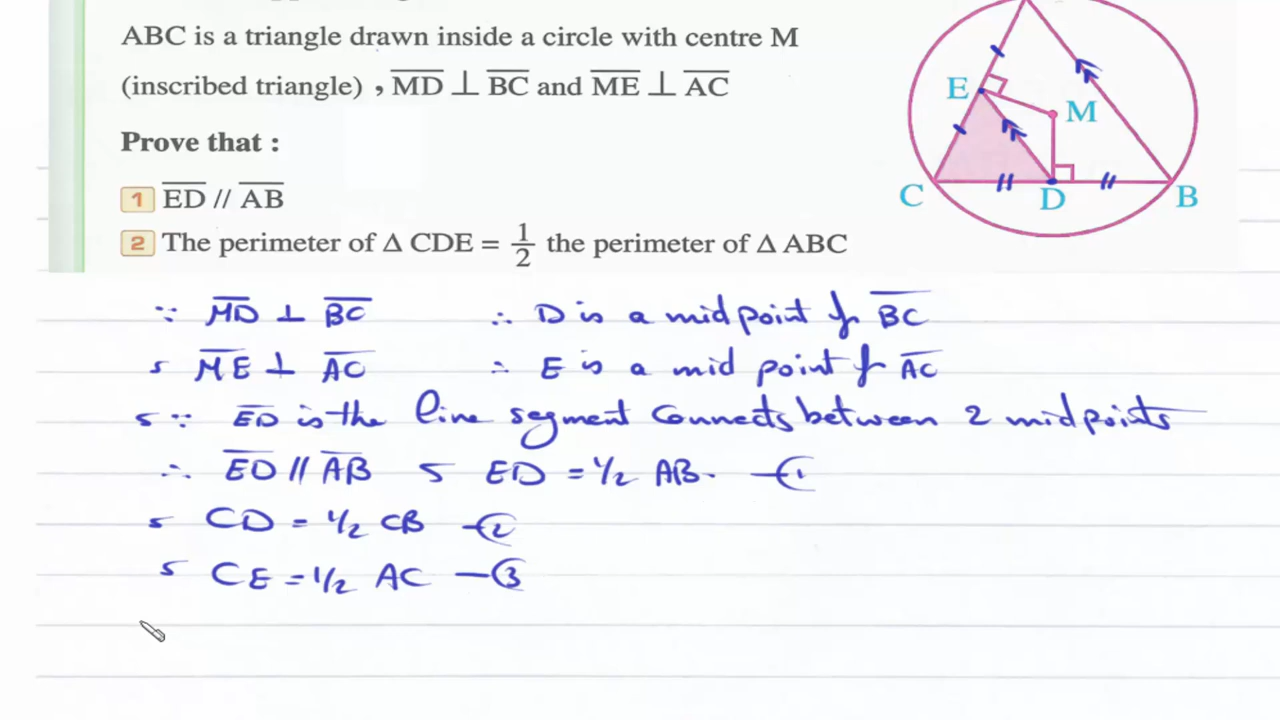 ABC is a triangle drawn inside a circle with centre M
(inscribed triangle) , MD ⊥ BC and ME ⊥ AC
Prove that :
1 ED // AB
2 The perimeter of Δ CDE = 1/2 the perimeter of Δ ABC
E
M
C
D
B
∵ MD ⊥ BC ∴ D is a midpoint of BC
, ME ⊥ AC ∴ E is a mid point of AC
, ∵ ED is the line segment connects between 2 midpoints
∴ ED // AB , ED = 1/2 AB. —①
, CD = 1/2 CB —②
, CE = 1/2 AC —③